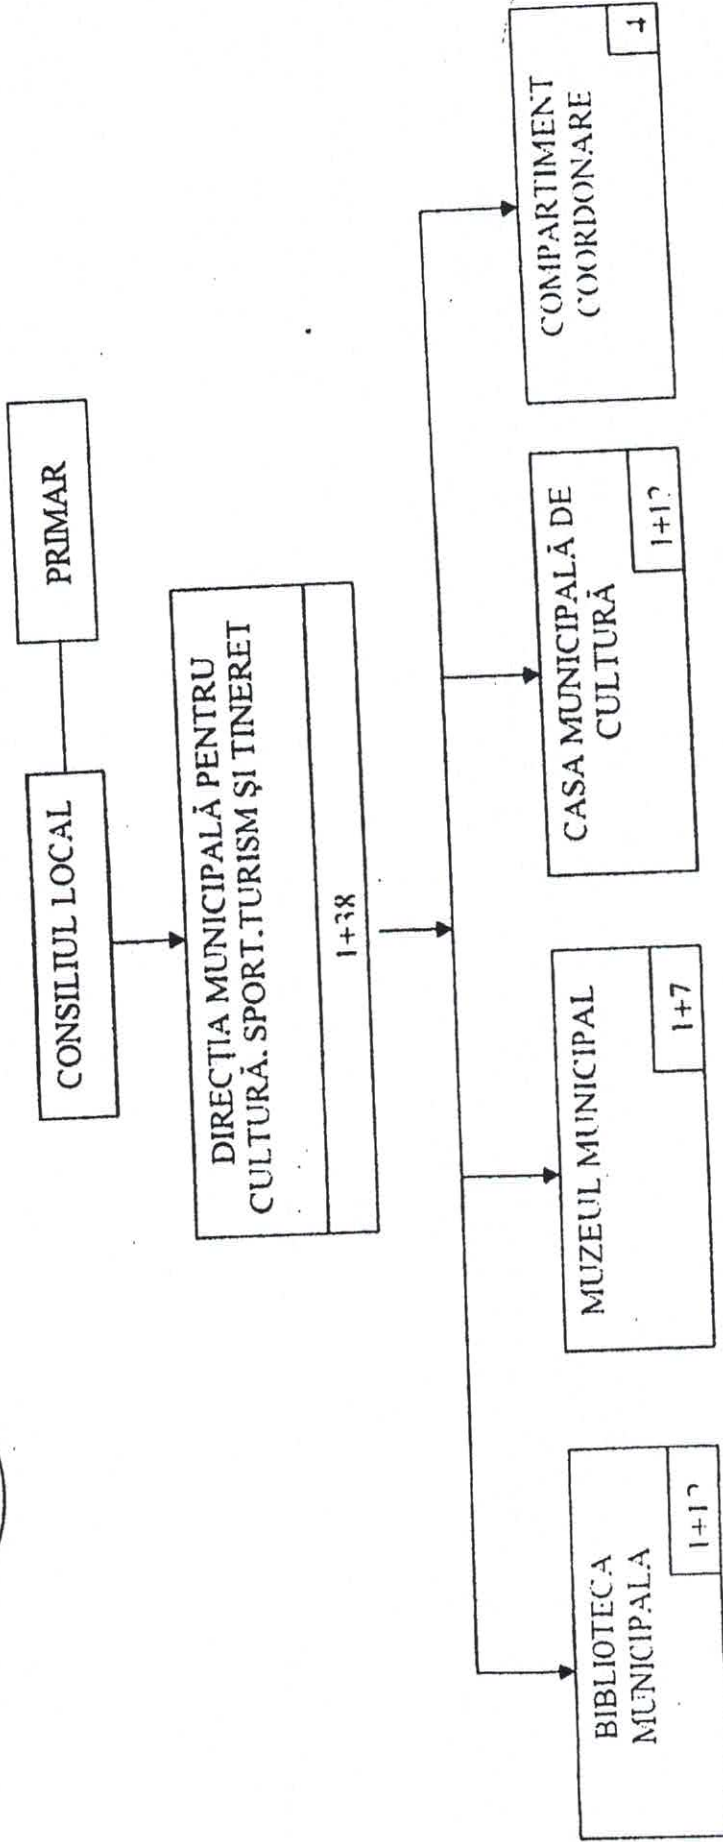 CONSILIUL LOCAL
PRIMAR
DIRECȚIA MUNICIPALĂ PENTRU
CULTURĂ. SPORT.TURISM ȘI TINERET
1+38
BIBLIOTECA
MUNICIPALA
MUZEUL MUNICIPAL
1+7
CASA MUNICIPALĂ DE
CULTURĂ
COMPARTIMENT
COORDONARE
4